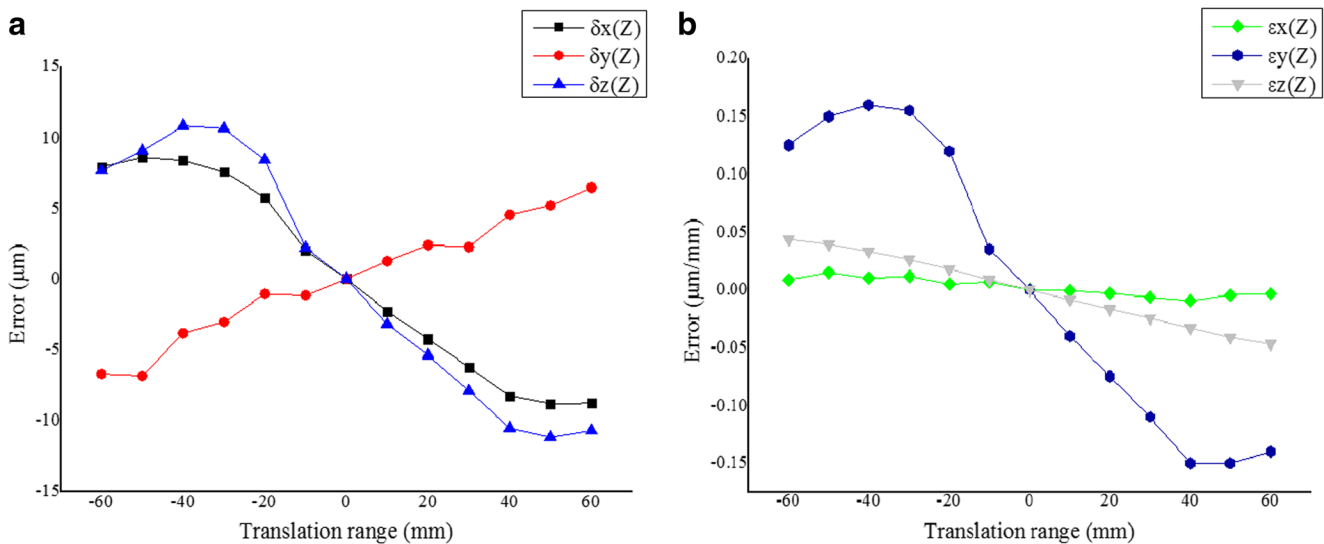 a
δx(Z)
δy(Z)
δz(Z)
15
10
5
0
-5
-10
-15
Error (μm)
-60
-40
-20
0
20
40
60
Translation range (mm)
b
εx(Z)
εy(Z)
εz(Z)
0.20
0.15
0.10
0.05
0.00
-0.05
-0.10
-0.15
Error (μm/mm)
-60
-40
-20
0
20
40
60
Translation range (mm)